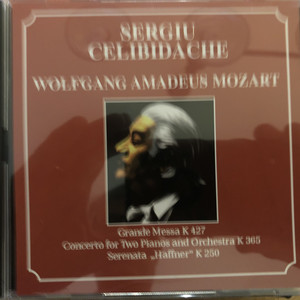 SERGIU
CELIBIDACHE
WOLFGANG AMADEUS MOZART
Grande Messa K 427
Concerto for Two Pianos and Orchestra K 365
Serenata „Haffner" K 250